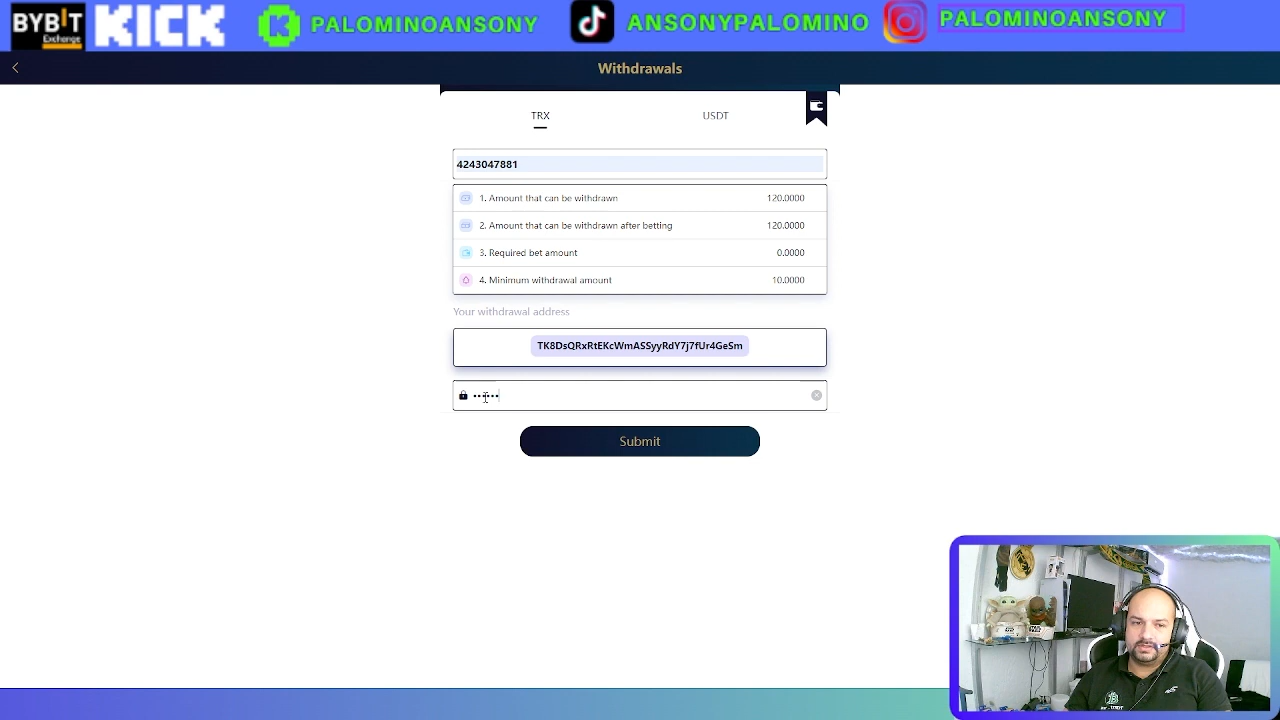 BYBIT
Exchange
KICK
PALOMINOANSONY
ANSONYPALOMINO
PALOMINOANSONY
Withdrawals
TRX
USDT
4243047881
1. Amount that can be withdrawn 120.0000
2. Amount that can be withdrawn after betting 120.0000
3. Required bet amount 0.0000
4. Minimum withdrawal amount 10.0000
Your withdrawal address
TK8DsQRxRtEKcWmASSyyRdY7j7fUr4GeSm
Submit